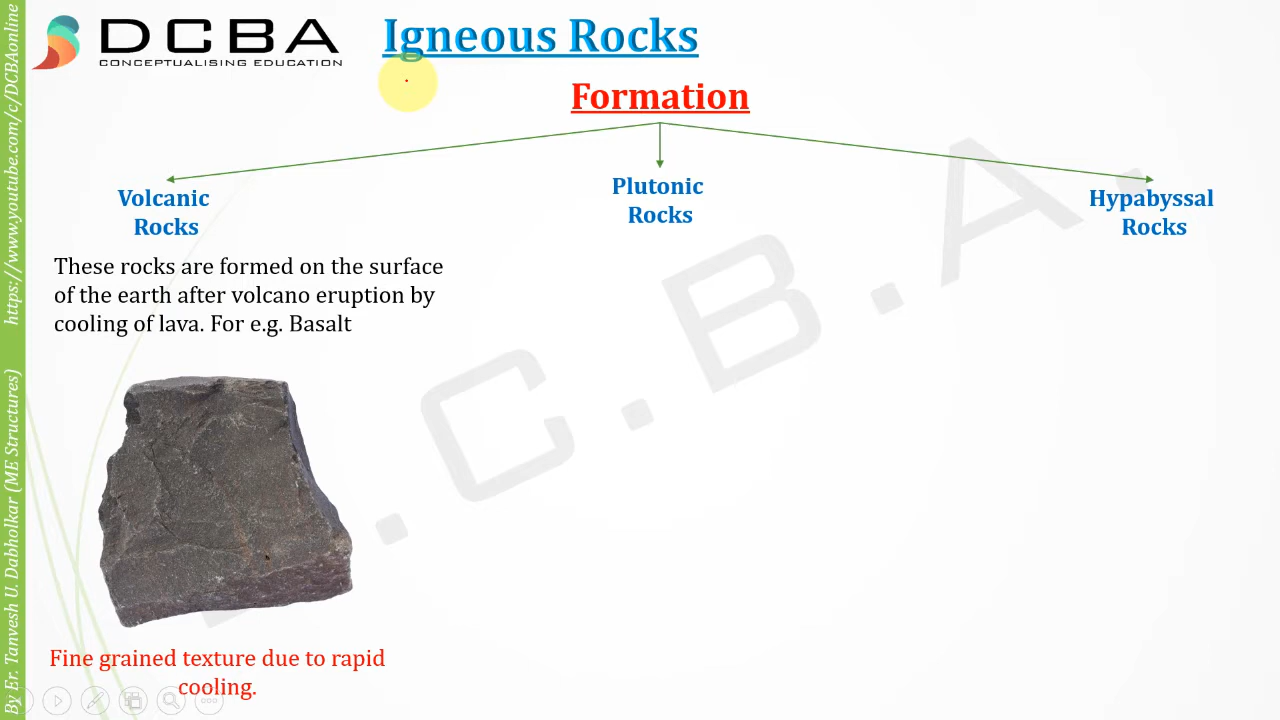 DCBA
CONCEPTUALISING EDUCATION
Igneous Rocks
Formation
Volcanic
Rocks
Plutonic
Rocks
Hypabyssal
Rocks
These rocks are formed on the surface
of the earth after volcano eruption by
cooling of lava. For e.g. Basalt
Fine grained texture due to rapid
cooling.
By Er. Tanvesh U. Dabholkar (ME Structures) https://www.youtube.com/c/DCBAonline
D.C.B.A.